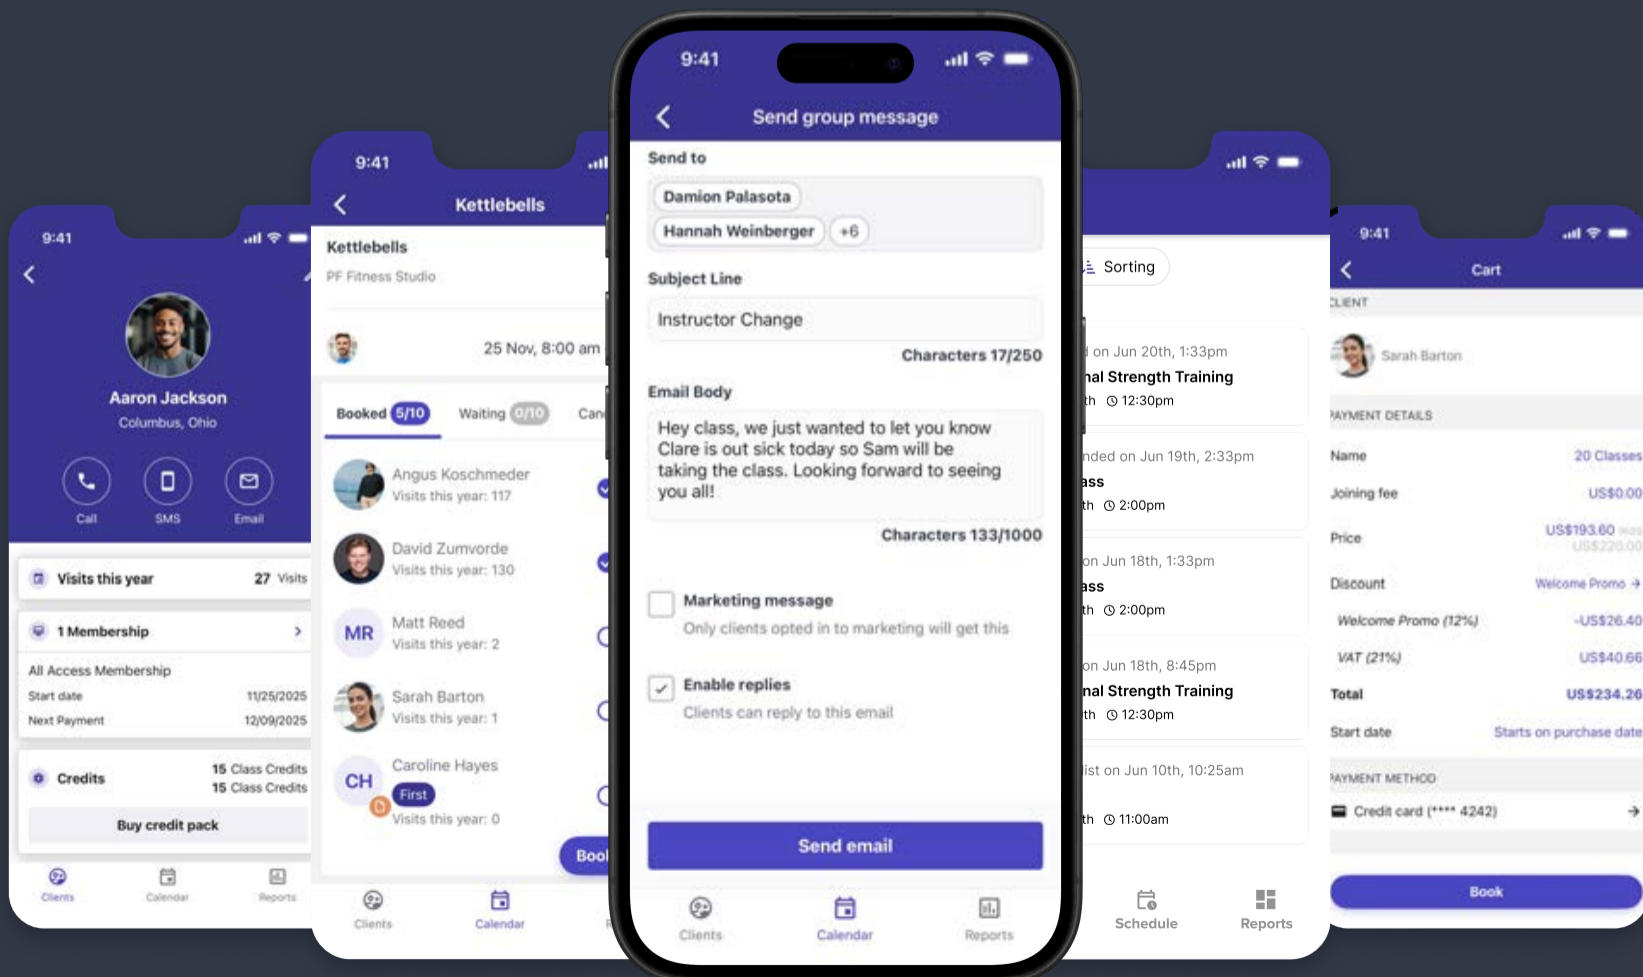 9:41
Aaron Jackson
Columbus, Ohio
Call
SMS
Email
Visits this year
27 Visits
1 Membership
All Access Membership
Start date
11/25/2025
Next Payment
12/09/2025
Credits
15 Class Credits
15 Class Credits
Buy credit pack
Clients
Calendar
Reports
9:41
Kettlebells
Kettlebells
PF Fitness Studio
25 Nov, 8:00 am
Booked 5/10
Waiting 0/10
Angus Koschmeder
Visits this year: 117
David Zumvorde
Visits this year: 130
MR
Matt Reed
Visits this year: 2
Sarah Barton
Visits this year: 1
CH
Caroline Hayes
First
Visits this year: 0
Clients
Calendar
9:41
Send group message
Send to
Damion Palasota
Hannah Weinberger
+6
Subject Line
Instructor Change
Characters 17/250
Email Body
Hey class, we just wanted to let you know
Clare is out sick today so Sam will be
taking the class. Looking forward to seeing
you all!
Characters 133/1000
Marketing message
Only clients opted in to marketing will get this
Enable replies
Clients can reply to this email
Send email
Clients
Calendar
Reports
Sorting
on Jun 20th, 1:33pm
Strength Training
12:30pm
on Jun 19th, 2:33pm
2:00pm
on Jun 18th, 1:33pm
2:00pm
on Jun 18th, 8:45pm
Strength Training
12:30pm
on Jun 10th, 10:25am
11:00am
Schedule
Reports
9:41
Cart
CLIENT
Sarah Barton
PAYMENT DETAILS
Name
20 Classes
Joining fee
US$0.00
Price
US$193.60 was
US$220.00
Discount
Welcome Promo
Welcome Promo (12%)
-US$26.40
VAT (21%)
US$40.66
Total
US$234.26
Start date
Starts on purchase date
PAYMENT METHOD
Credit card (**** 4242)
Book